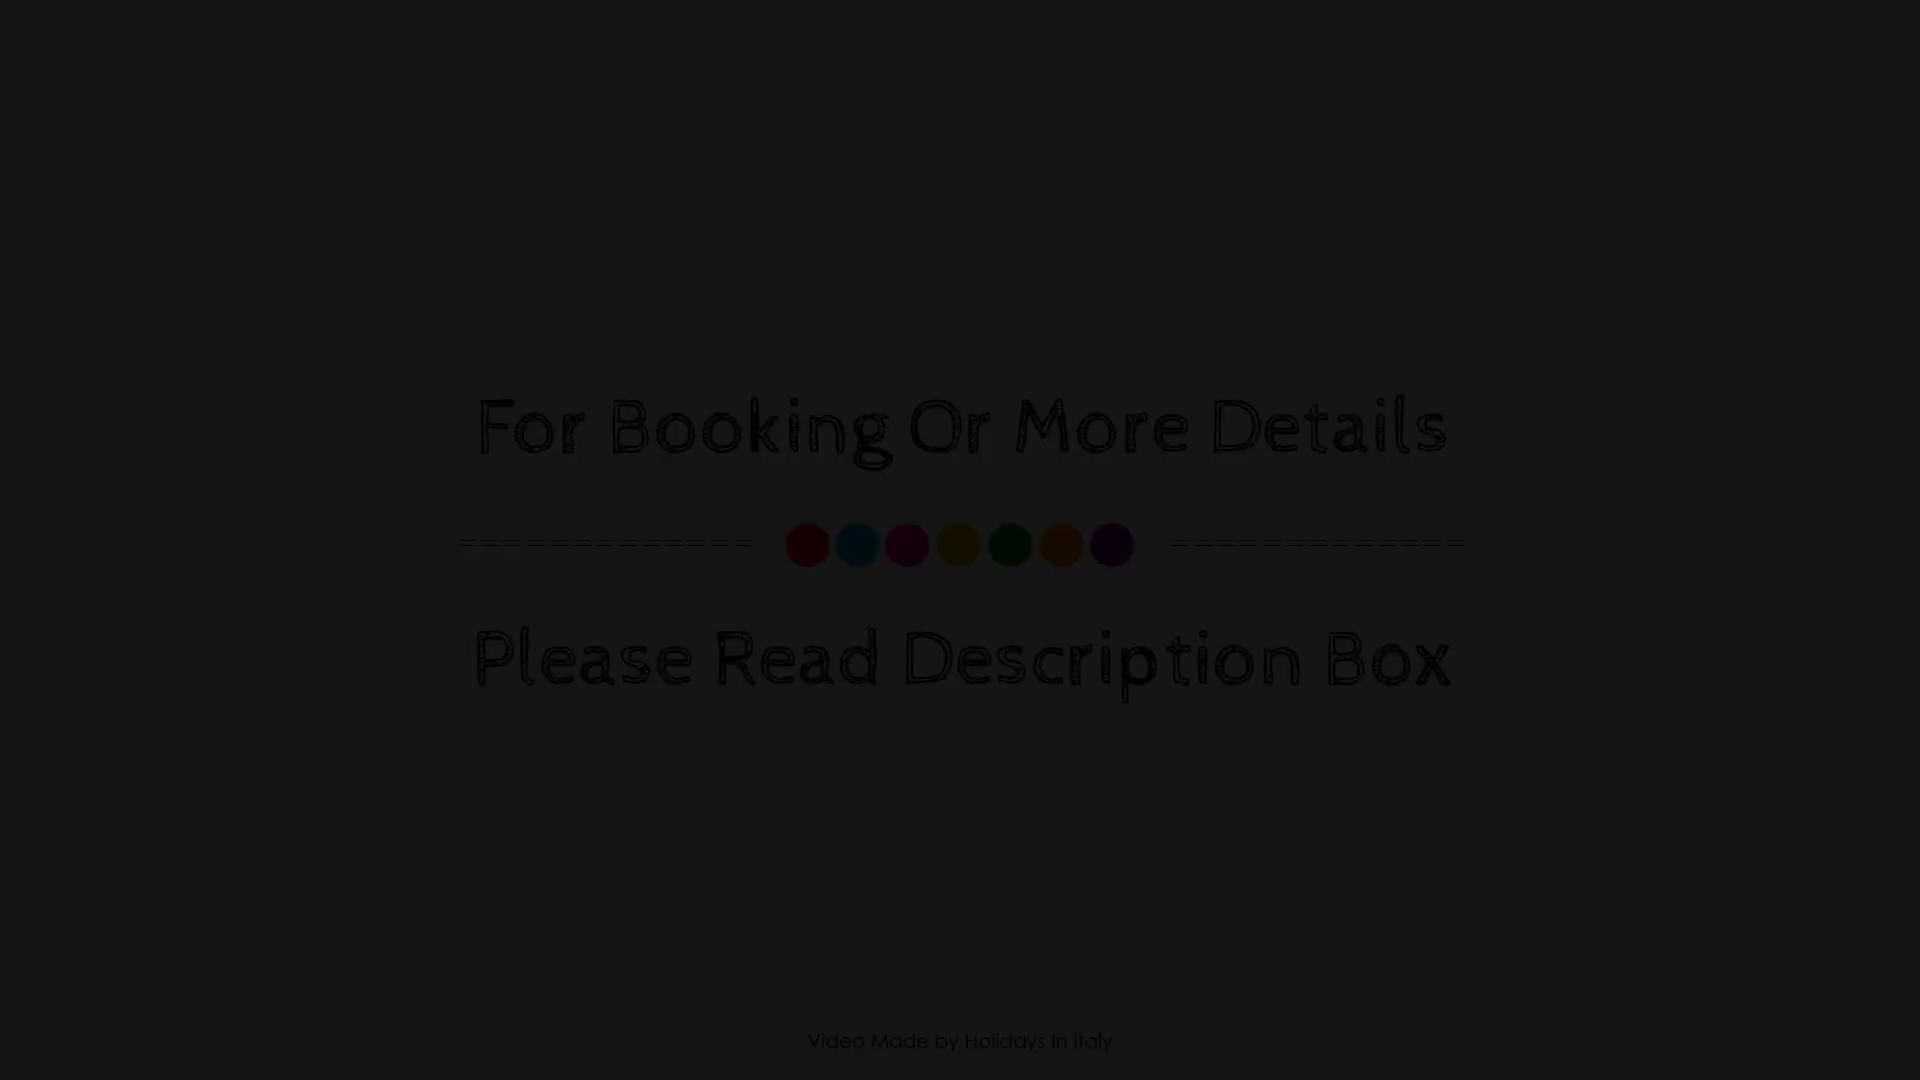 For Booking Or More Details
============= =============
Please Read Description Box
Video Made by Holidays In Italy